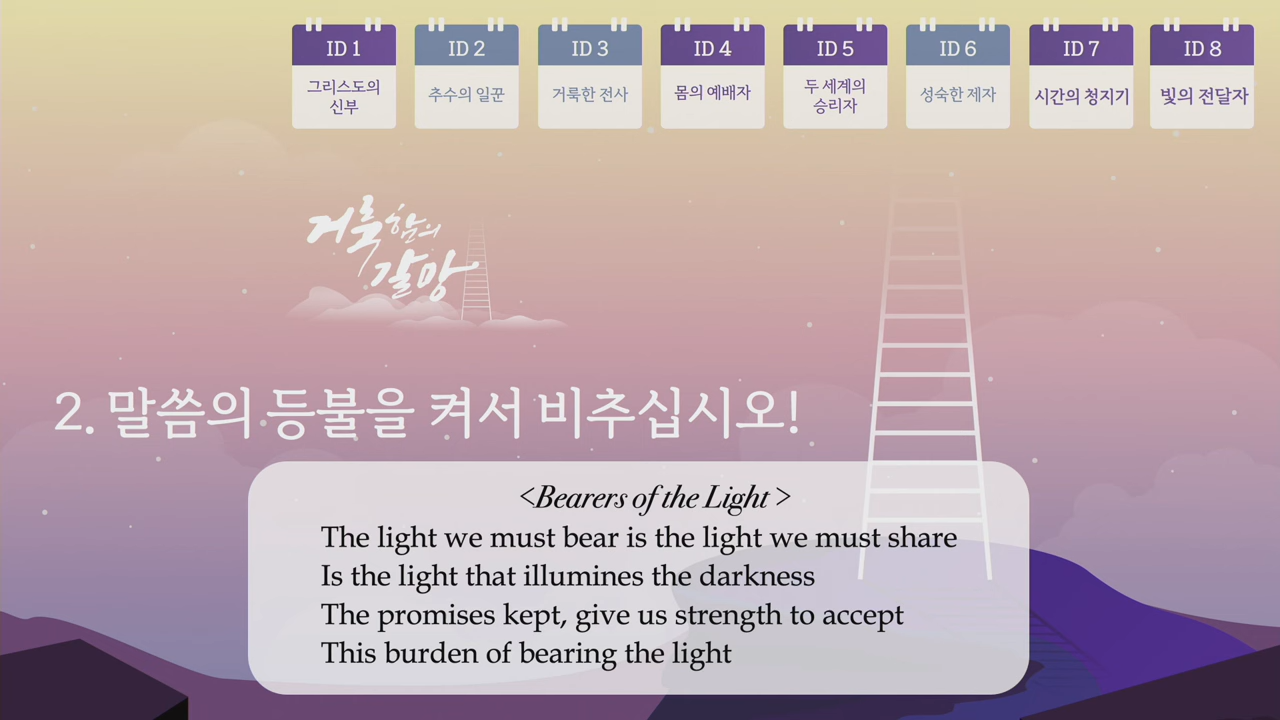 ID 1
그리스도의
신부
ID 2
추수의 일꾼
ID 3
거룩한 전사
ID 4
몸의 예배자
ID 5
두 세계의
승리자
ID 6
성숙한 제자
ID 7
시간의 청지기
ID 8
빛의 전달자
거룩함의
갈망
2. 말씀의 등불을 켜서 비추십시오!
<Bearers of the Light >
The light we must bear is the light we must share
Is the light that illumines the darkness
The promises kept, give us strength to accept
This burden of bearing the light